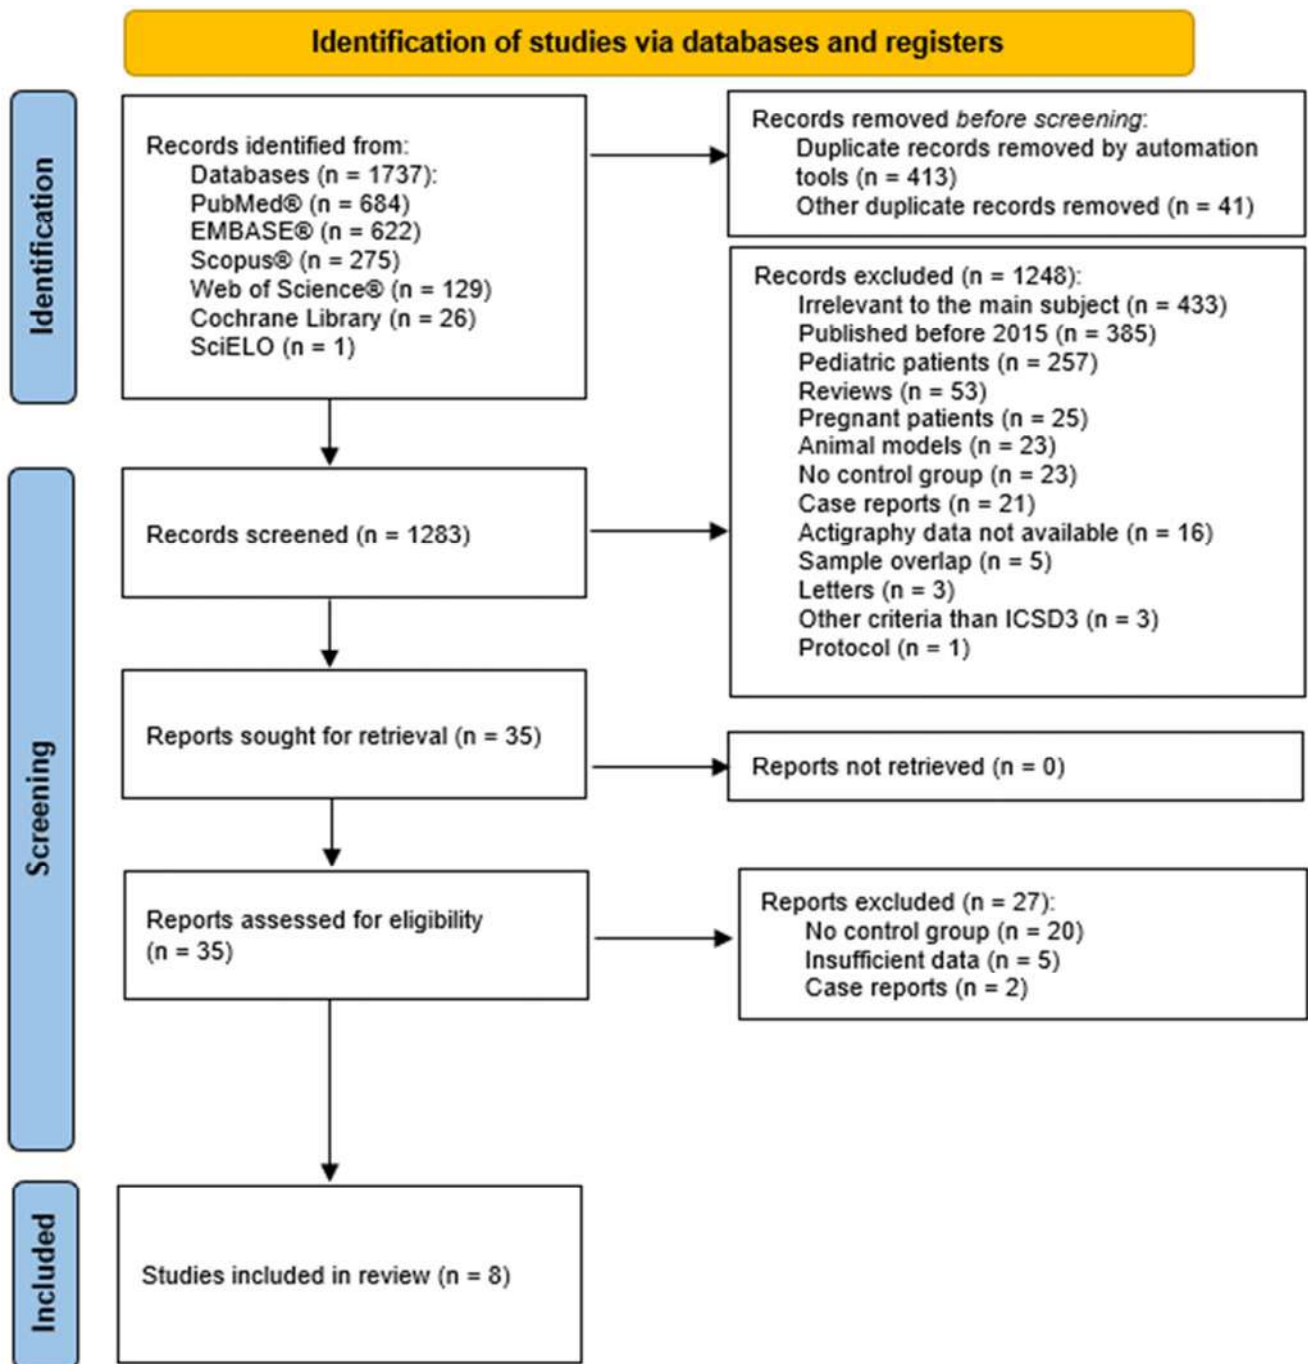 Identification of studies via databases and registers
Identification
Records identified from:
Databases (n = 1737):
PubMed® (n = 684)
EMBASE® (n = 622)
Scopus® (n = 275)
Web of Science® (n = 129)
Cochrane Library (n = 26)
SciELO (n = 1)
Records removed before screening:
Duplicate records removed by automation
tools (n = 413)
Other duplicate records removed (n = 41)
Screening
Records screened (n = 1283)
Records excluded (n = 1248):
Irrelevant to the main subject (n = 433)
Published before 2015 (n = 385)
Pediatric patients (n = 257)
Reviews (n = 53)
Pregnant patients (n = 25)
Animal models (n = 23)
No control group (n = 23)
Case reports (n = 21)
Actigraphy data not available (n = 16)
Sample overlap (n = 5)
Letters (n = 3)
Other criteria than ICSD3 (n = 3)
Protocol (n = 1)
Reports sought for retrieval (n = 35)
Reports not retrieved (n = 0)
Reports assessed for eligibility
(n = 35)
Reports excluded (n = 27):
No control group (n = 20)
Insufficient data (n = 5)
Case reports (n = 2)
Included
Studies included in review (n = 8)